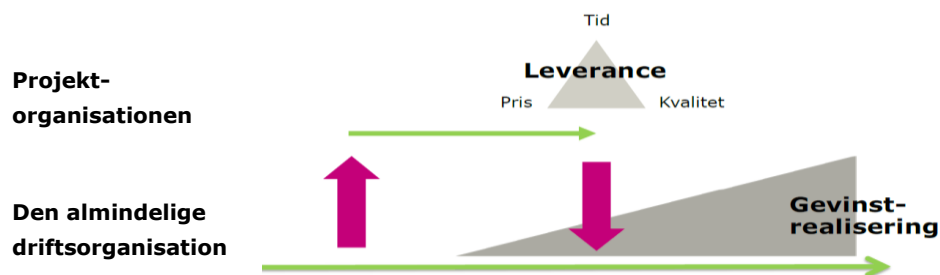 Tid
Leverance
Pris
Kvalitet
Projekt-
organisationen
Gevinst-
realisering
Den almindelige
driftsorganisation